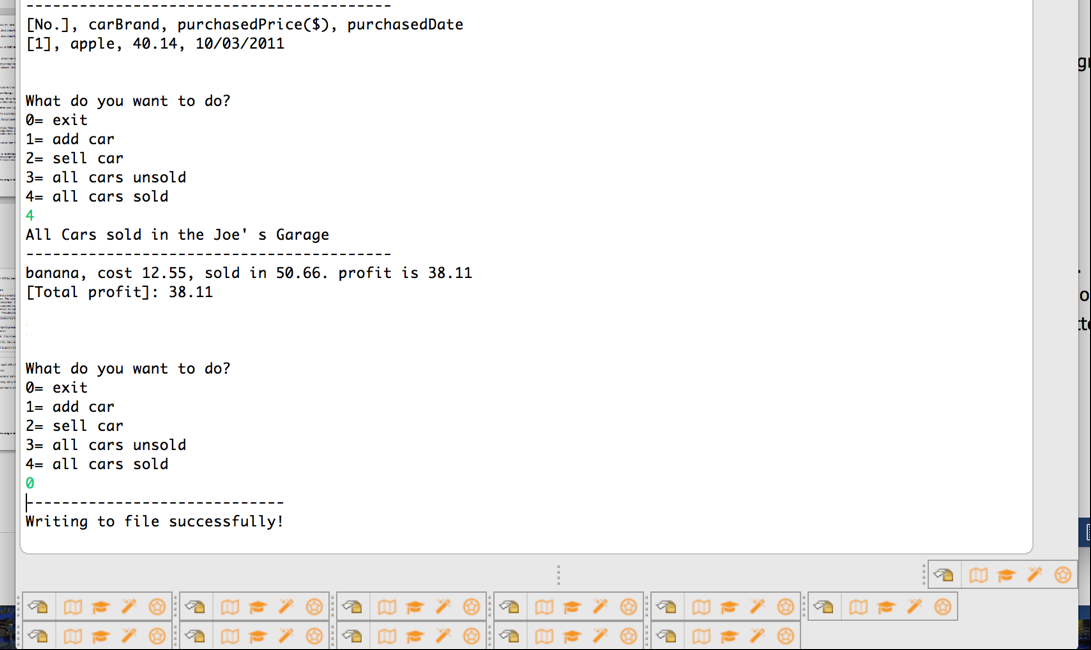 ----------------------------------------
[No.], carBrand, purchasedPrice($), purchasedDate
[1], apple, 40.14, 10/03/2011
What do you want to do?
0= exit
1= add car
2= sell car
3= all cars unsold
4= all cars sold
4
All Cars sold in the Joe' s Garage
----------------------------------------
banana, cost 12.55, sold in 50.66. profit is 38.11
[Total profit]: 38.11
What do you want to do?
0= exit
1= add car
2= sell car
3= all cars unsold
4= all cars sold
0
-----------------------------
Writing to file successfully!